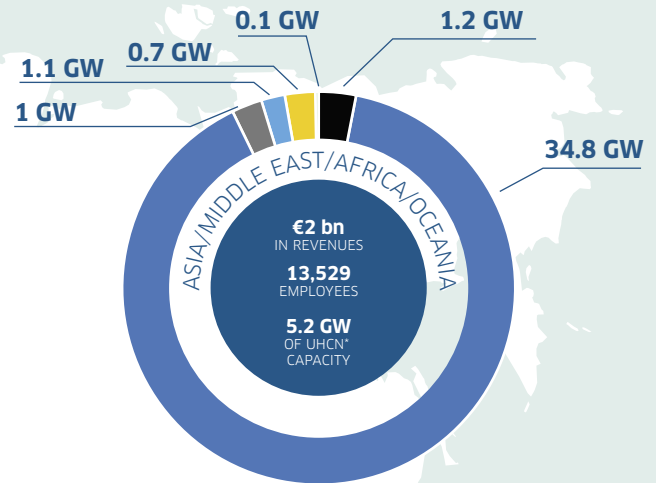 0.1 GW
1.2 GW
0.7 GW
1.1 GW
1 GW
34.8 GW
ASIA/MIDDLE EAST/AFRICA/OCEANIA
€2 bn
IN REVENUES
13,529
EMPLOYEES
5.2 GW
OF UHCN*
CAPACITY